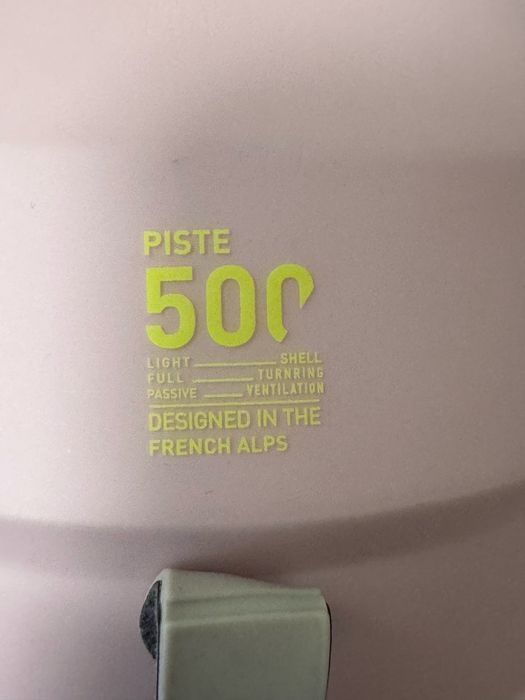 PISTE
500
LIGHT SHELL
FULL TURNRING
PASSIVE VENTILATION
DESIGNED IN THE
FRENCH ALPS